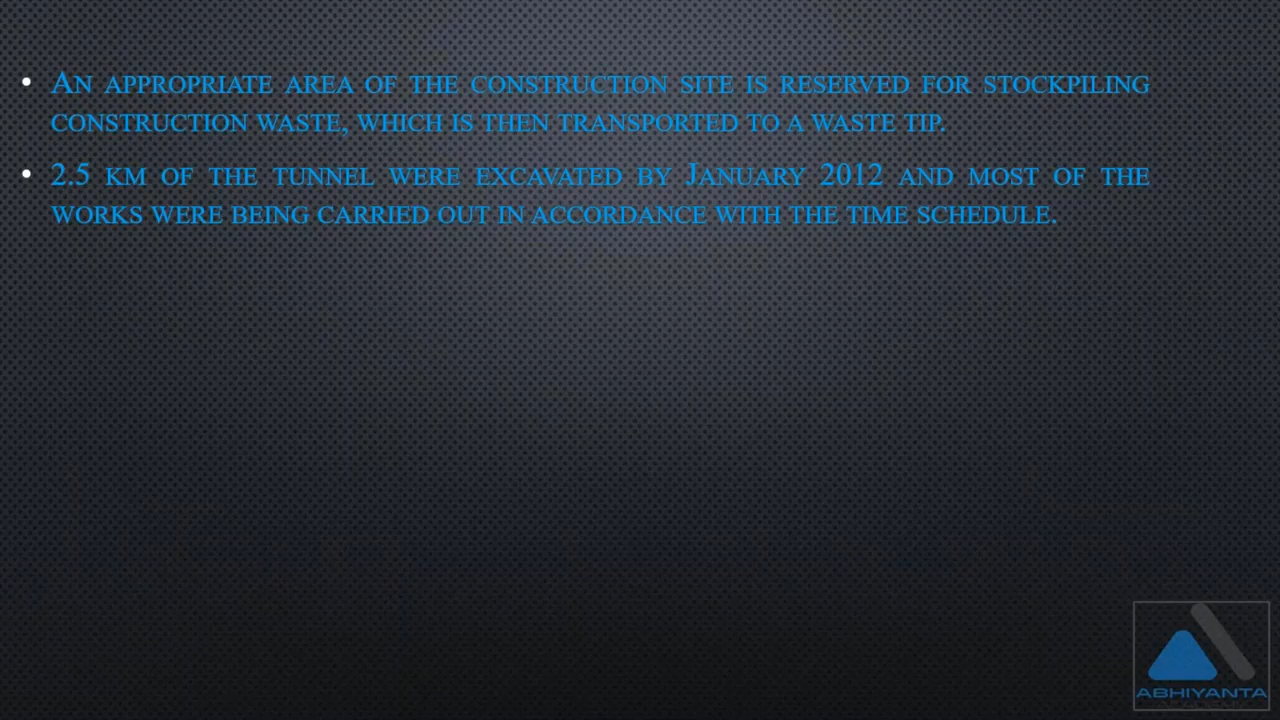 • An appropriate area of the construction site is reserved for stockpiling
construction waste, which is then transported to a waste tip.
• 2.5 km of the tunnel were excavated by January 2012 and most of the
works were being carried out in accordance with the time schedule.
ABHIYANTA